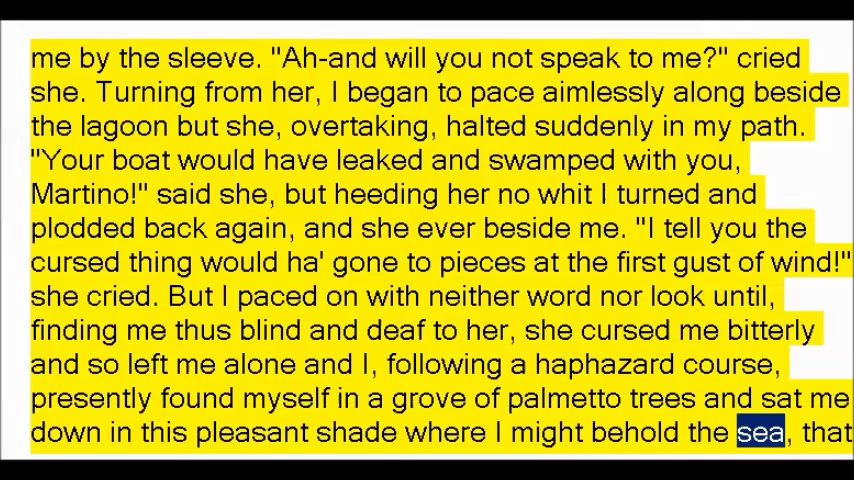 me by the sleeve. "Ah-and will you not speak to me?" cried
she. Turning from her, I began to pace aimlessly along beside
the lagoon but she, overtaking, halted suddenly in my path.
"Your boat would have leaked and swamped with you,
Martino!" said she, but heeding her no whit I turned and
plodded back again, and she ever beside me. "I tell you the
cursed thing would ha' gone to pieces at the first gust of wind!"
she cried. But I paced on with neither word nor look until,
finding me thus blind and deaf to her, she cursed me bitterly
and so left me alone and I, following a haphazard course,
presently found myself in a grove of palmetto trees and sat me
down in this pleasant shade where I might behold the sea, that